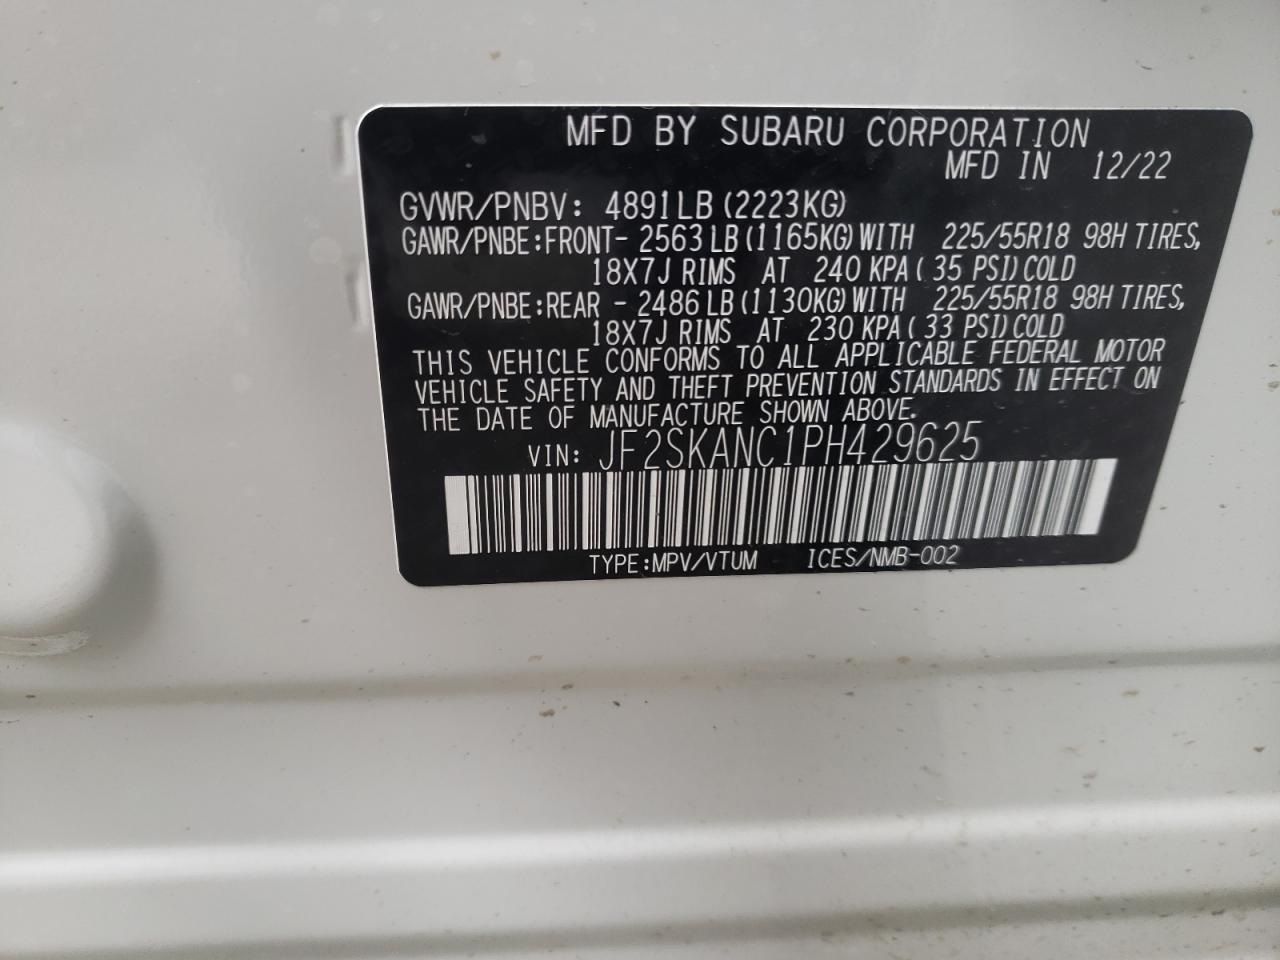 MFD BY SUBARU CORPORATION
MFD IN 12/22
GVWR/PNBV: 4891LB (2223KG)
GAWR/PNBE:FRONT- 2563 LB (1165KG) WITH 225/55R18 98H TIRES,
18X7J RIMS AT 240 KPA ( 35 PSI) COLD
GAWR/PNBE:REAR - 2486 LB (1130KG) WITH 225/55R18 98H TIRES,
18X7J RIMS AT 230 KPA ( 33 PSI) COLD
THIS VEHICLE CONFORMS TO ALL APPLICABLE FEDERAL MOTOR
VEHICLE SAFETY AND THEFT PREVENTION STANDARDS IN EFFECT ON
THE DATE OF MANUFACTURE SHOWN ABOVE.
VIN: JF2SKANC1PH429625
TYPE:MPV/VTUM ICES/NMB-002